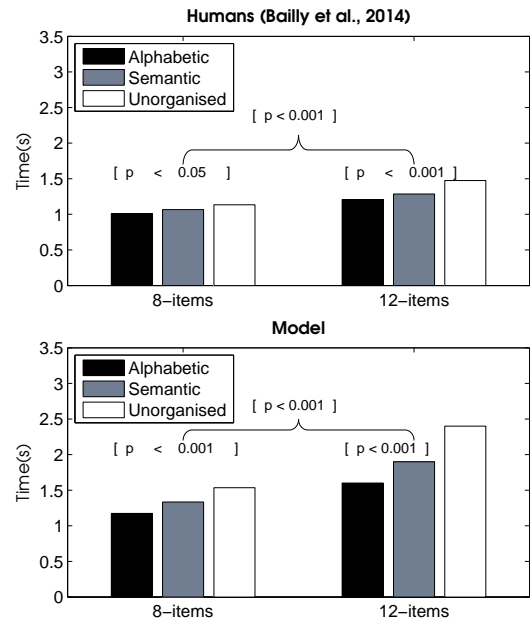 Humans (Bailly et al., 2014)
3.5
3
2.5
2
1.5
1
0.5
0
Time(s)
Alphabetic
Semantic
Unorganised
[ p < 0.001 ]
[ p < 0.05 ]
[ p < 0.001 ]
8-items
12-items
Model
3.5
3
2.5
2
1.5
1
0.5
0
Time(s)
Alphabetic
Semantic
Unorganised
[ p < 0.001 ]
[ p < 0.001 ]
[ p < 0.001 ]
8-items
12-items